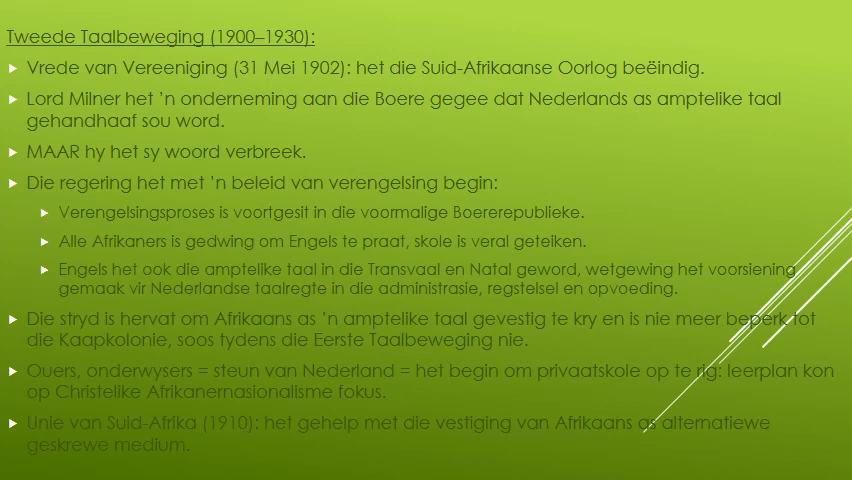 Tweede Taalbeweging (1900–1930):
Vrede van Vereeniging (31 Mei 1902): het die Suid-Afrikaanse Oorlog beëindig.
Lord Milner het ’n onderneming aan die Boere gegee dat Nederlands as amptelike taal
gehandhaaf sou word.
MAAR hy het sy woord verbreek.
Die regering het met ’n beleid van verengelsing begin:
Verengelsingsproses is voortgesit in die voormalige Boererepublieke.
Alle Afrikaners is gedwing om Engels te praat, skole is veral geteiken.
Engels het ook die amptelike taal in die Transvaal en Natal geword, wetgewing het voorsiening
gemaak vir Nederlandse taalregte in die administrasie, regstelsel en opvoeding.
Die stryd is hervat om Afrikaans as ’n amptelike taal gevestig te kry en is nie meer beperk tot
die Kaapkolonie, soos tydens die Eerste Taalbeweging nie.
Ouers, onderwysers = steun van Nederland = het begin om privaatskole op te rig: leerplan kon
op Christelike Afrikanernasionalisme fokus.
Unie van Suid-Afrika (1910): het gehelp met die vestiging van Afrikaans as alternatiewe
geskrewe medium.